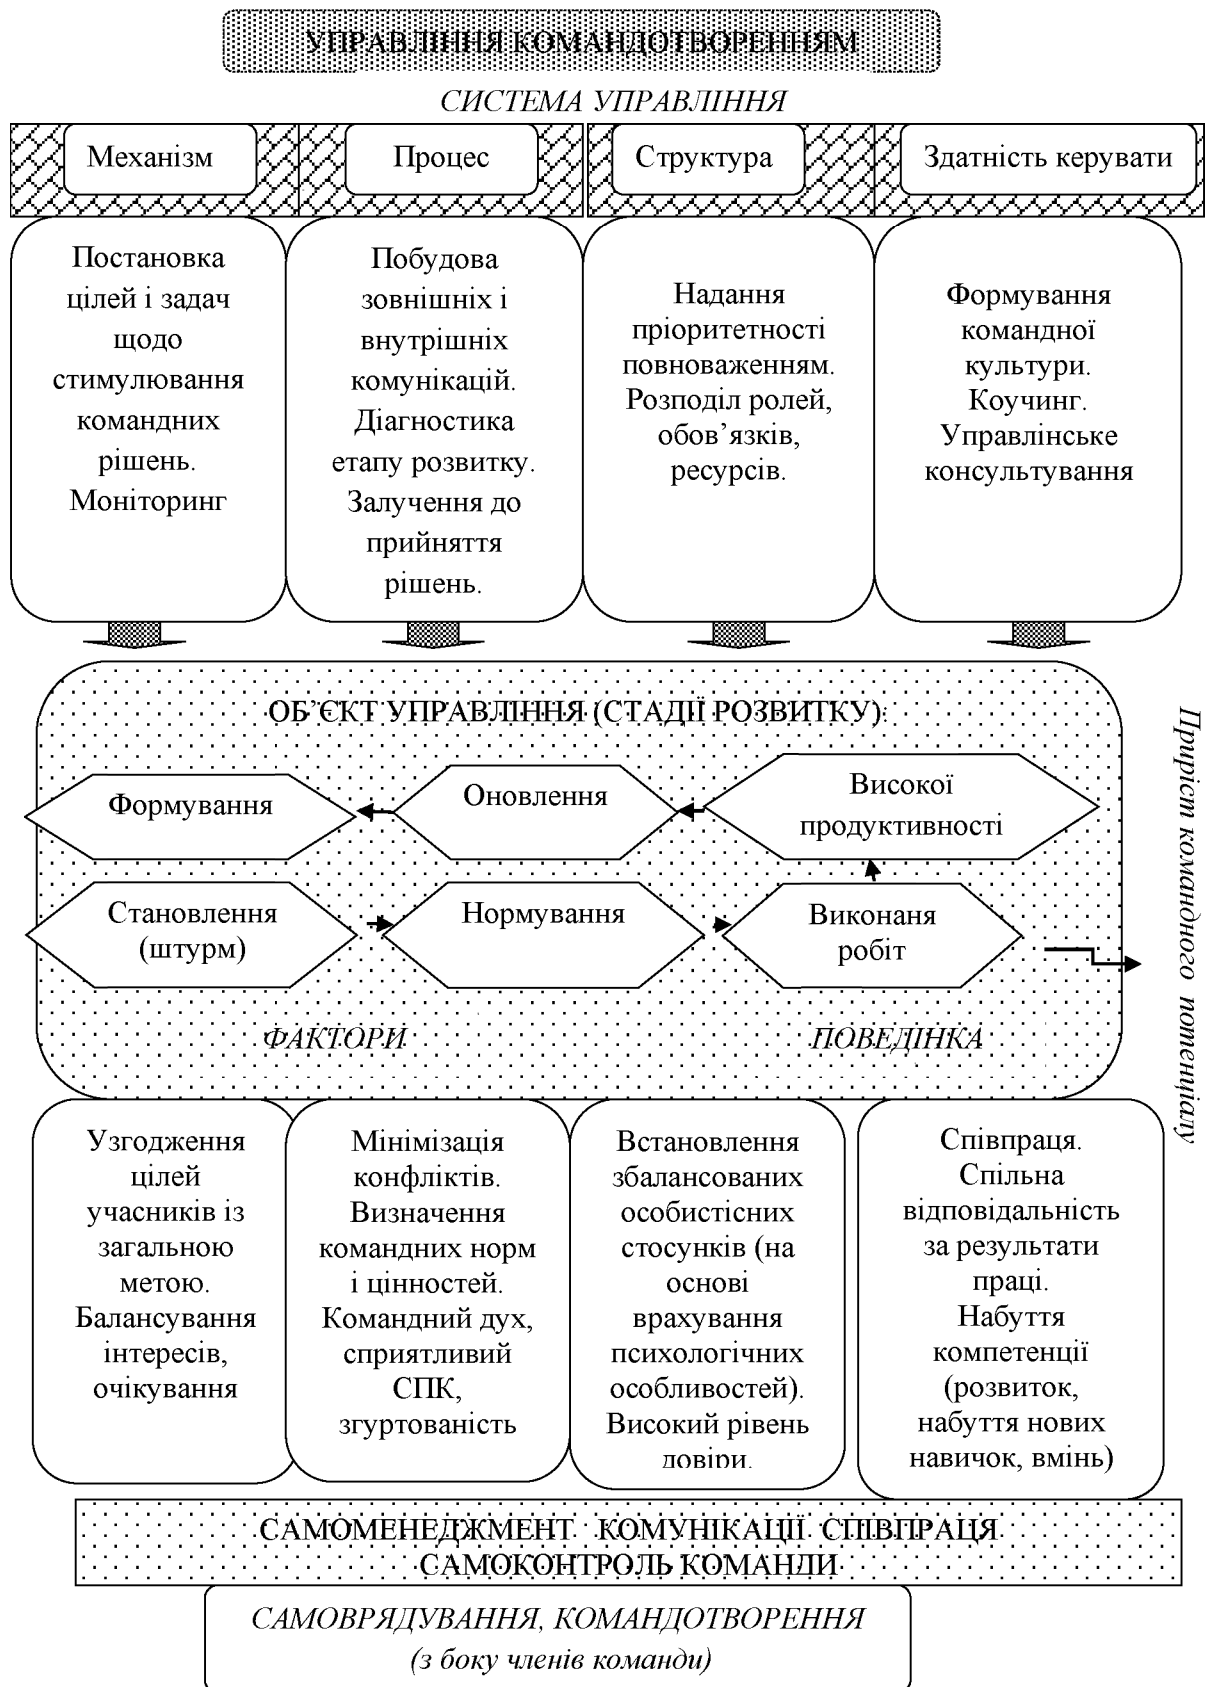 УПРАВЛІННЯ КОМАНДОТВОРЕННЯМ
СИСТЕМА УПРАВЛІННЯ
Механізм
Процес
Структура
Здатність керувати
Постановка
цілей і задач
щодо
стимулювання
командних
рішень.
Моніторинг
Побудова
зовнішніх і
внутрішніх
комунікацій.
Діагностика
етапу розвитку.
Залучення до
прийняття
рішень.
Надання
пріоритетності
повноваженням.
Розподіл ролей,
обов’язків,
ресурсів.
Формування
командної
культури.
Коучинг.
Управлінське
консультування
ОБ’ЄКТ УПРАВЛІННЯ (СТАДІЇ РОЗВИТКУ):
Формування
Оновлення
Високої
продуктивності
Становлення
(штурм)
Нормування
Виконаня
робіт
ФАКТОРИ
ПОВЕДІНКА
Приріст командного потенціалу
Узгодження
цілей
учасників із
загальною
метою.
Балансування
інтересів,
очікування
Мінімізація
конфліктів.
Визначення
командних норм
і цінностей.
Командний дух,
сприятливий
СПК,
згуртованість
Встановлення
збалансованих
особистісних
стосунків (на
основі
врахування
психологічних
особливостей).
Високий рівень
довіри.
Співпраця.
Спільна
відповідальність
за результати
праці.
Набуття
компетенції
(розвиток,
набуття нових
навичок, вмінь)
САМОМЕНЕДЖМЕНТ КОМУНІКАЦІЇ СПІВПРАЦЯ
САМОКОНТРОЛЬ КОМАНДИ
САМОВРЯДУВАННЯ, КОМАНДОТВОРЕННЯ
(з боку членів команди)